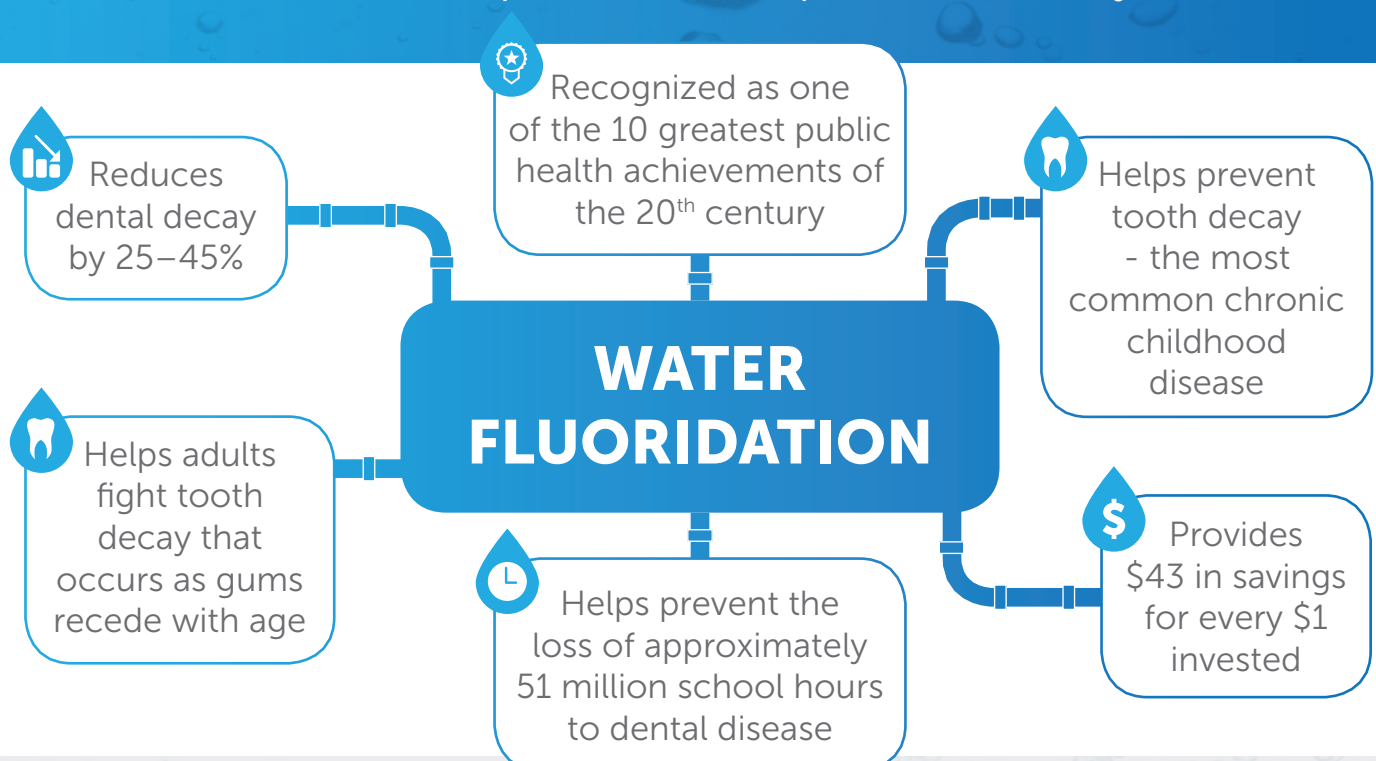 Recognized as one
of the 10 greatest public
health achievements of
the 20th century
Reduces
dental decay
by 25–45%
Helps prevent
tooth decay
- the most
common chronic
childhood
disease
WATER
FLUORIDATION
Helps adults
fight tooth
decay that
occurs as gums
recede with age
Helps prevent the
loss of approximately
51 million school hours
to dental disease
$
Provides
$43 in savings
for every $1
invested